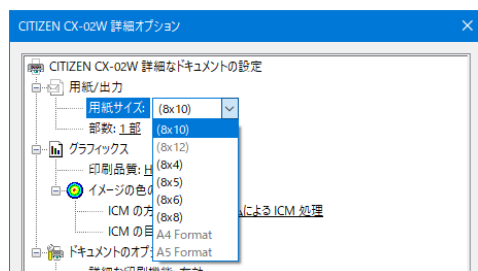 CITIZEN CX-02W 詳細オプション
CITIZEN CX-02W 詳細なドキュメントの設定
用紙/出力
用紙サイズ: (8x10)
部数: 1 部
(8x10)
(8x12)
(8x4)
(8x5)
(8x6)
(8x8)
A4 Format
A5 Format
グラフィックス
印刷品質: H
イメージの色の
ICM の方 による ICM 処理
ICM の目
ドキュメントのオプ